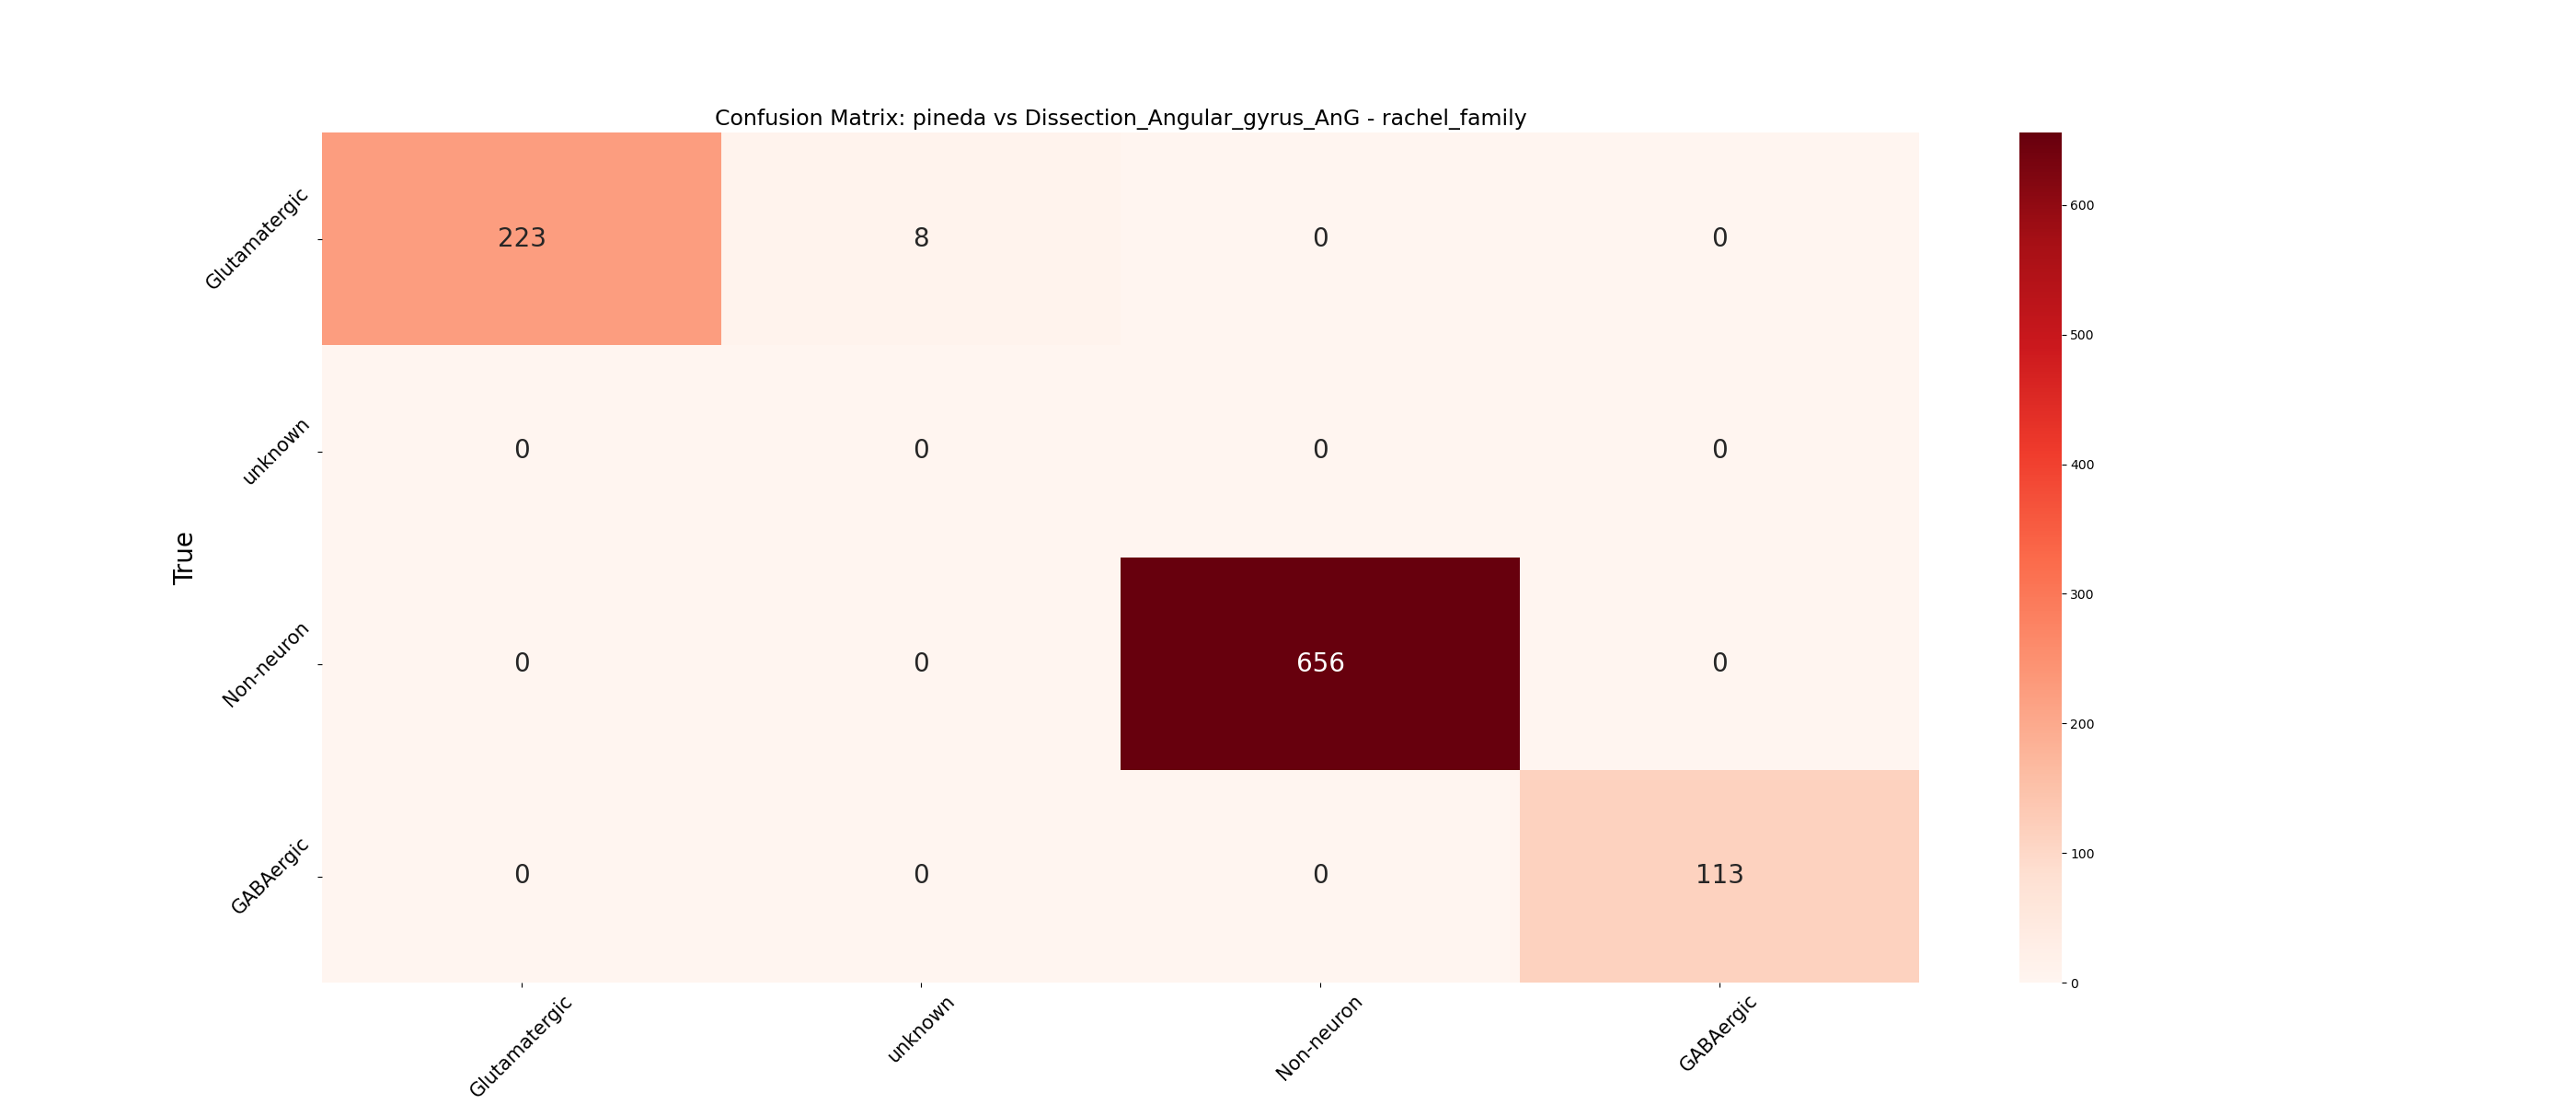 Confusion Matrix: pineda vs Dissection_Angular_gyrus_AnG - rachel_family
True
Glutamatergic
223 8 0 0
unknown
0 0 0 0
Non-neuron
0 0 656 0
GABAergic
0 0 0 113
Glutamatergic unknown Non-neuron GABAergic
600
500
400
300
200
100
0